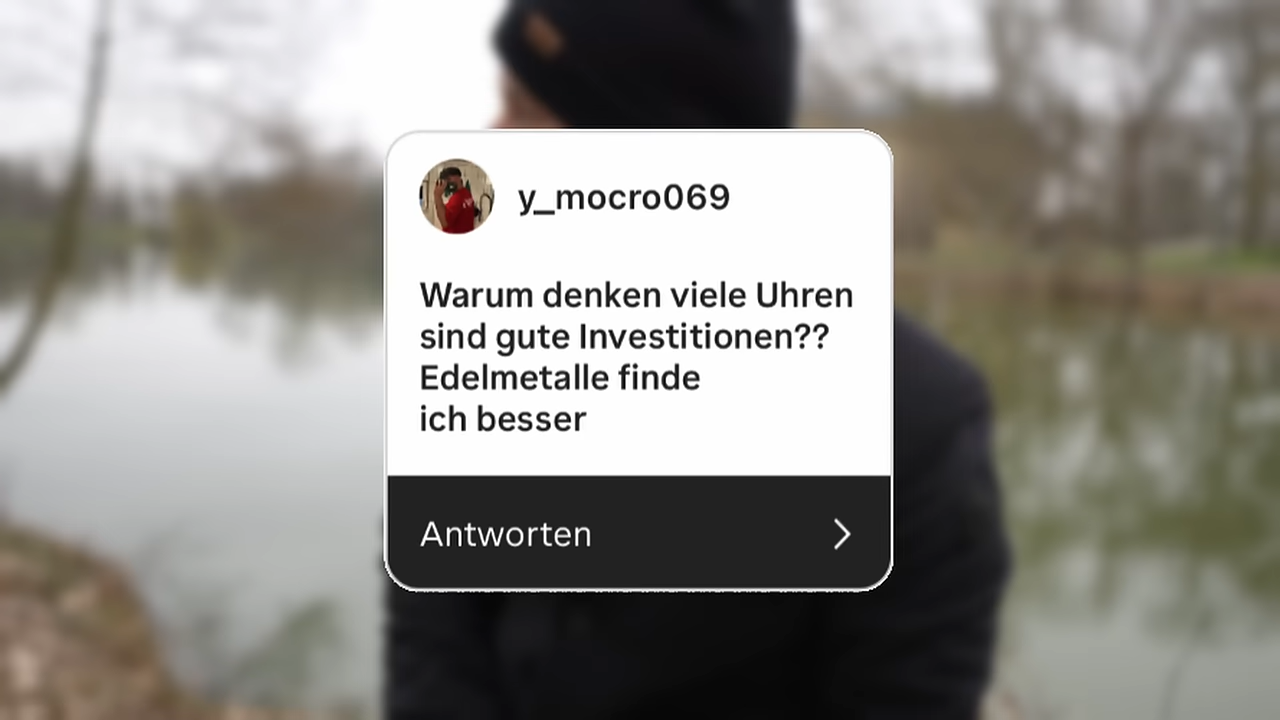 y_mocro069
Warum denken viele Uhren
sind gute Investitionen??
Edelmetalle finde
ich besser
Antworten